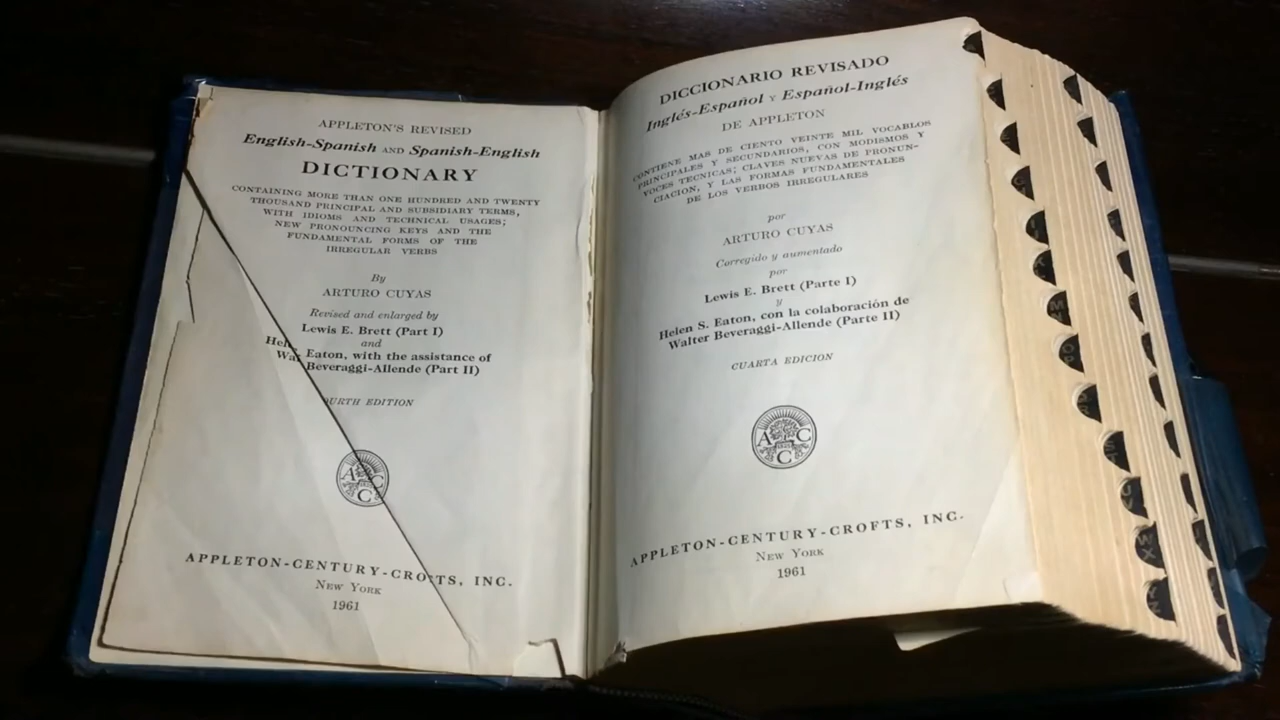 APPLETON'S REVISED
English-Spanish AND Spanish-English
DICTIONARY
CONTAINING MORE THAN ONE HUNDRED AND TWENTY
THOUSAND PRINCIPAL AND SUBSIDIARY TERMS,
WITH IDIOMS AND TECHNICAL USAGES;
NEW PRONOUNCING KEYS AND THE
FUNDAMENTAL FORMS OF THE
IRREGULAR VERBS
By
ARTURO CUYAS
Revised and enlarged by
Lewis E. Brett (Part I)
and
Eaton, with the assistance of
Beveraggi-Allende (Part II)
EDITION
A C C
APPLETON-CENTURY-CROFTS, INC.
New York
1961
DICCIONARIO REVISADO
Inglés-Español Y Español-Inglés
DE APPLETON
CONTIENE MAS DE CIENTO VEINTE MIL VOCABLOS
PRINCIPALES Y SECUNDARIOS, CON MODISMOS Y
VOCES TECNICAS; CLAVES NUEVAS DE PRONUN-
CIACION, Y LAS FORMAS FUNDAMENTALES
DE LOS VERBOS IRREGULARES
por
ARTURO CUYAS
Corregido y aumentado
por
Lewis E. Brett (Parte I)
y
Helen S. Eaton, con la colaboración de
Walter Beveraggi-Allende (Parte II)
CUARTA EDICION
A C C
APPLETON-CENTURY-CROFTS, INC.
New York
1961
K
M N
O P
S T
U V
W X
Y Z